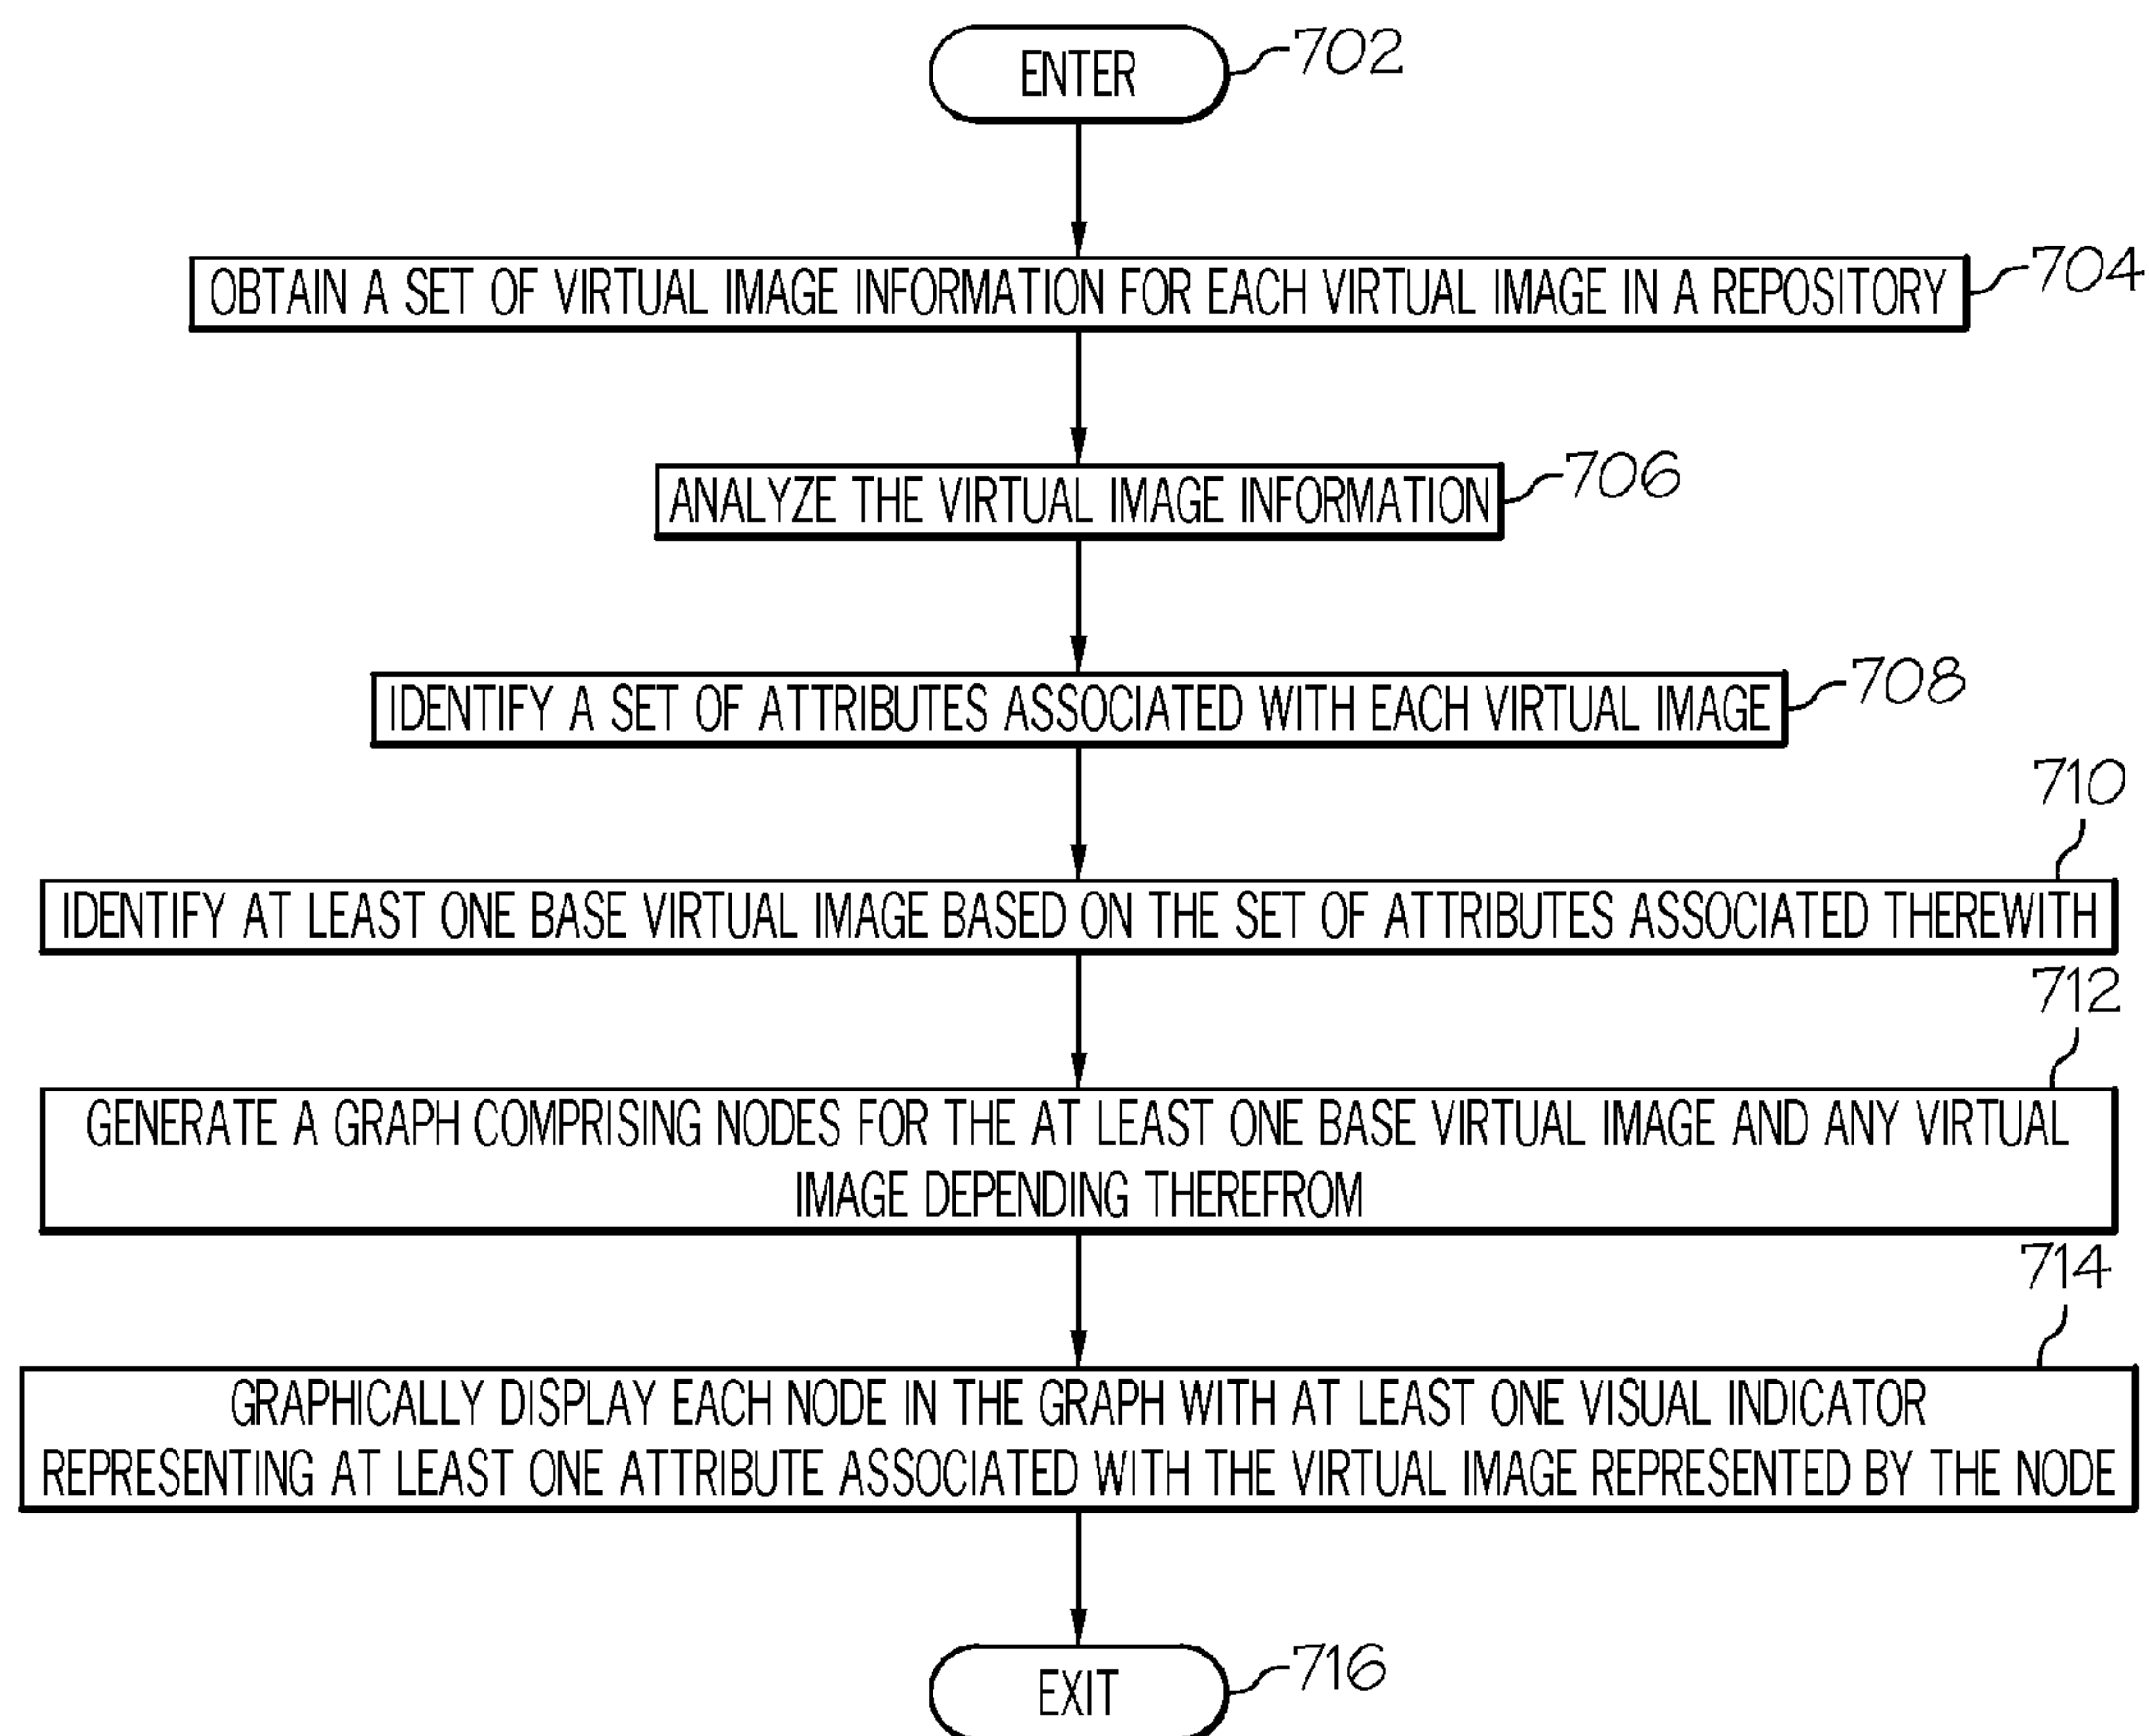 ENTER
702
OBTAIN A SET OF VIRTUAL IMAGE INFORMATION FOR EACH VIRTUAL IMAGE IN A REPOSITORY
704
ANALYZE THE VIRTUAL IMAGE INFORMATION
706
IDENTIFY A SET OF ATTRIBUTES ASSOCIATED WITH EACH VIRTUAL IMAGE
708
710
IDENTIFY AT LEAST ONE BASE VIRTUAL IMAGE BASED ON THE SET OF ATTRIBUTES ASSOCIATED THEREWITH
712
GENERATE A GRAPH COMPRISING NODES FOR THE AT LEAST ONE BASE VIRTUAL IMAGE AND ANY VIRTUAL
IMAGE DEPENDING THEREFROM
714
GRAPHICALLY DISPLAY EACH NODE IN THE GRAPH WITH AT LEAST ONE VISUAL INDICATOR
REPRESENTING AT LEAST ONE ATTRIBUTE ASSOCIATED WITH THE VIRTUAL IMAGE REPRESENTED BY THE NODE
EXIT
716